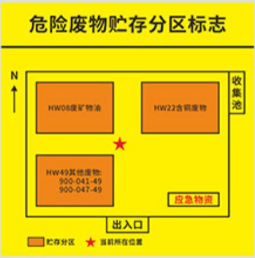 危险废物贮存分区标志
N
收集池
HW08废矿物油
HW22含铜废物
HW49其他废物:
900-041-49
900-047-49
应急物资
出入口
贮存分区
当前所在位置